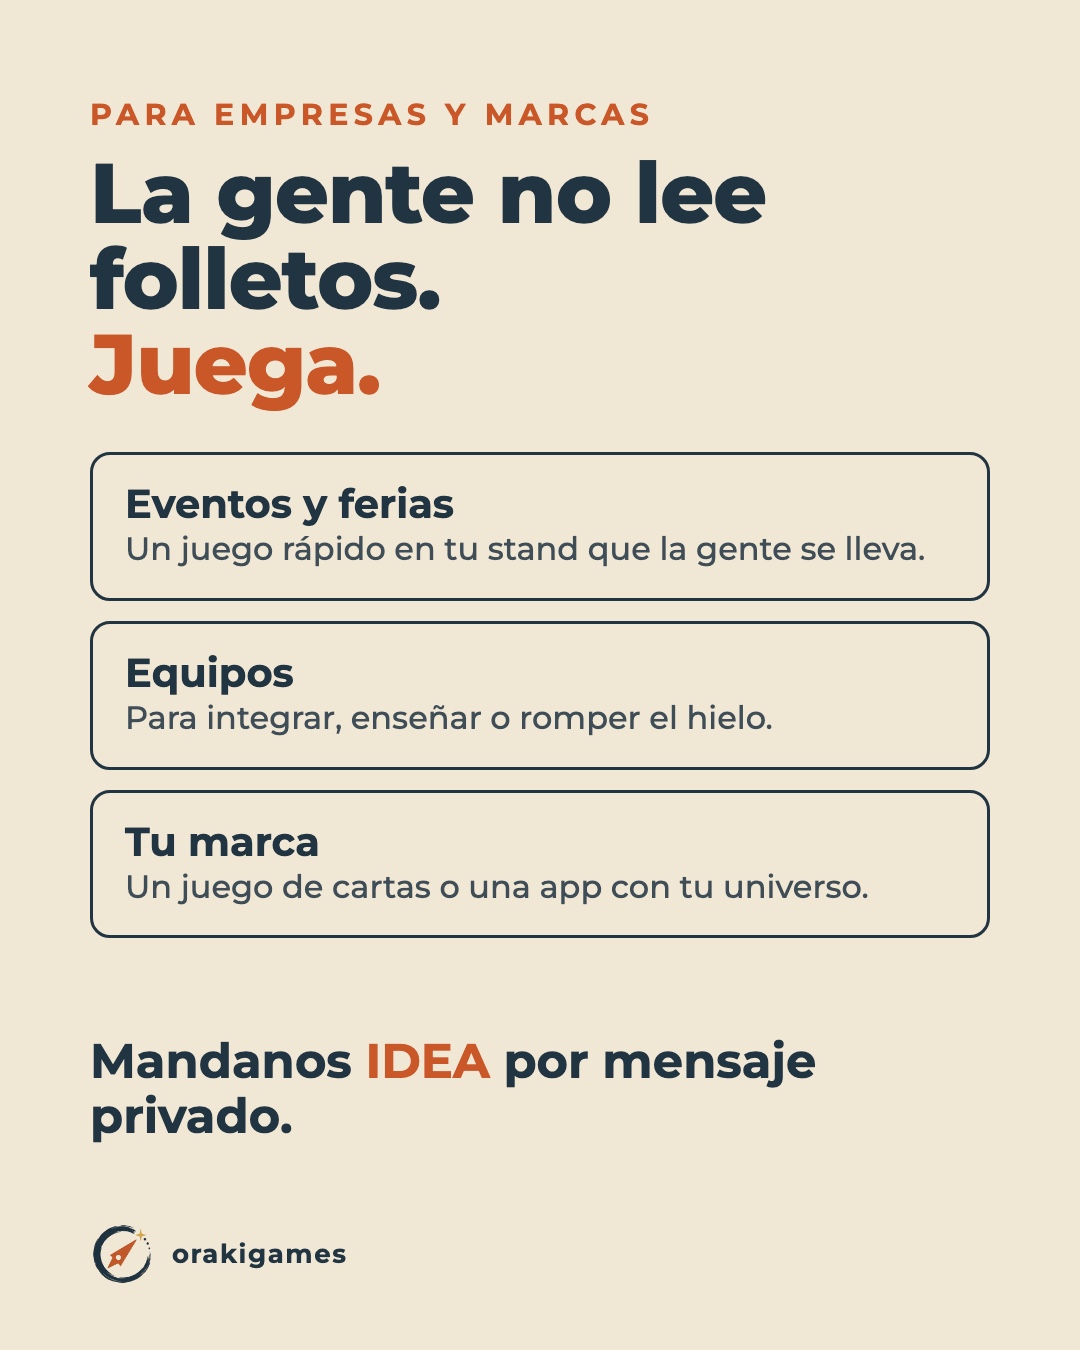 PARA EMPRESAS Y MARCAS
La gente no lee
folletos.
Juega.
Eventos y ferias
Un juego rápido en tu stand que la gente se lleva.
Equipos
Para integrar, enseñar o romper el hielo.
Tu marca
Un juego de cartas o una app con tu universo.
Mandanos IDEA por mensaje
privado.
orakigames